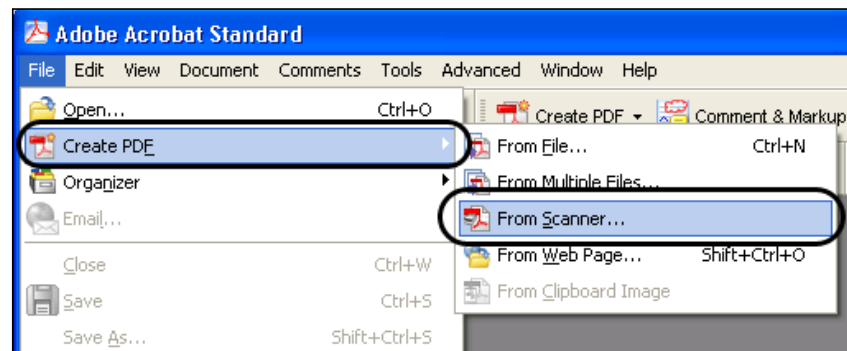 Adobe Acrobat Standard
File Edit View Document Comments Tools Advanced Window Help
Open... Ctrl+O
Create PDF
Organizer
Email...
Close Ctrl+W
Save Ctrl+S
Save As... Shift+Ctrl+S
Create PDF Comment & Markup
From File... Ctrl+N
From Multiple Files...
From Scanner...
From Web Page... Shift+Ctrl+O
From Clipboard Image